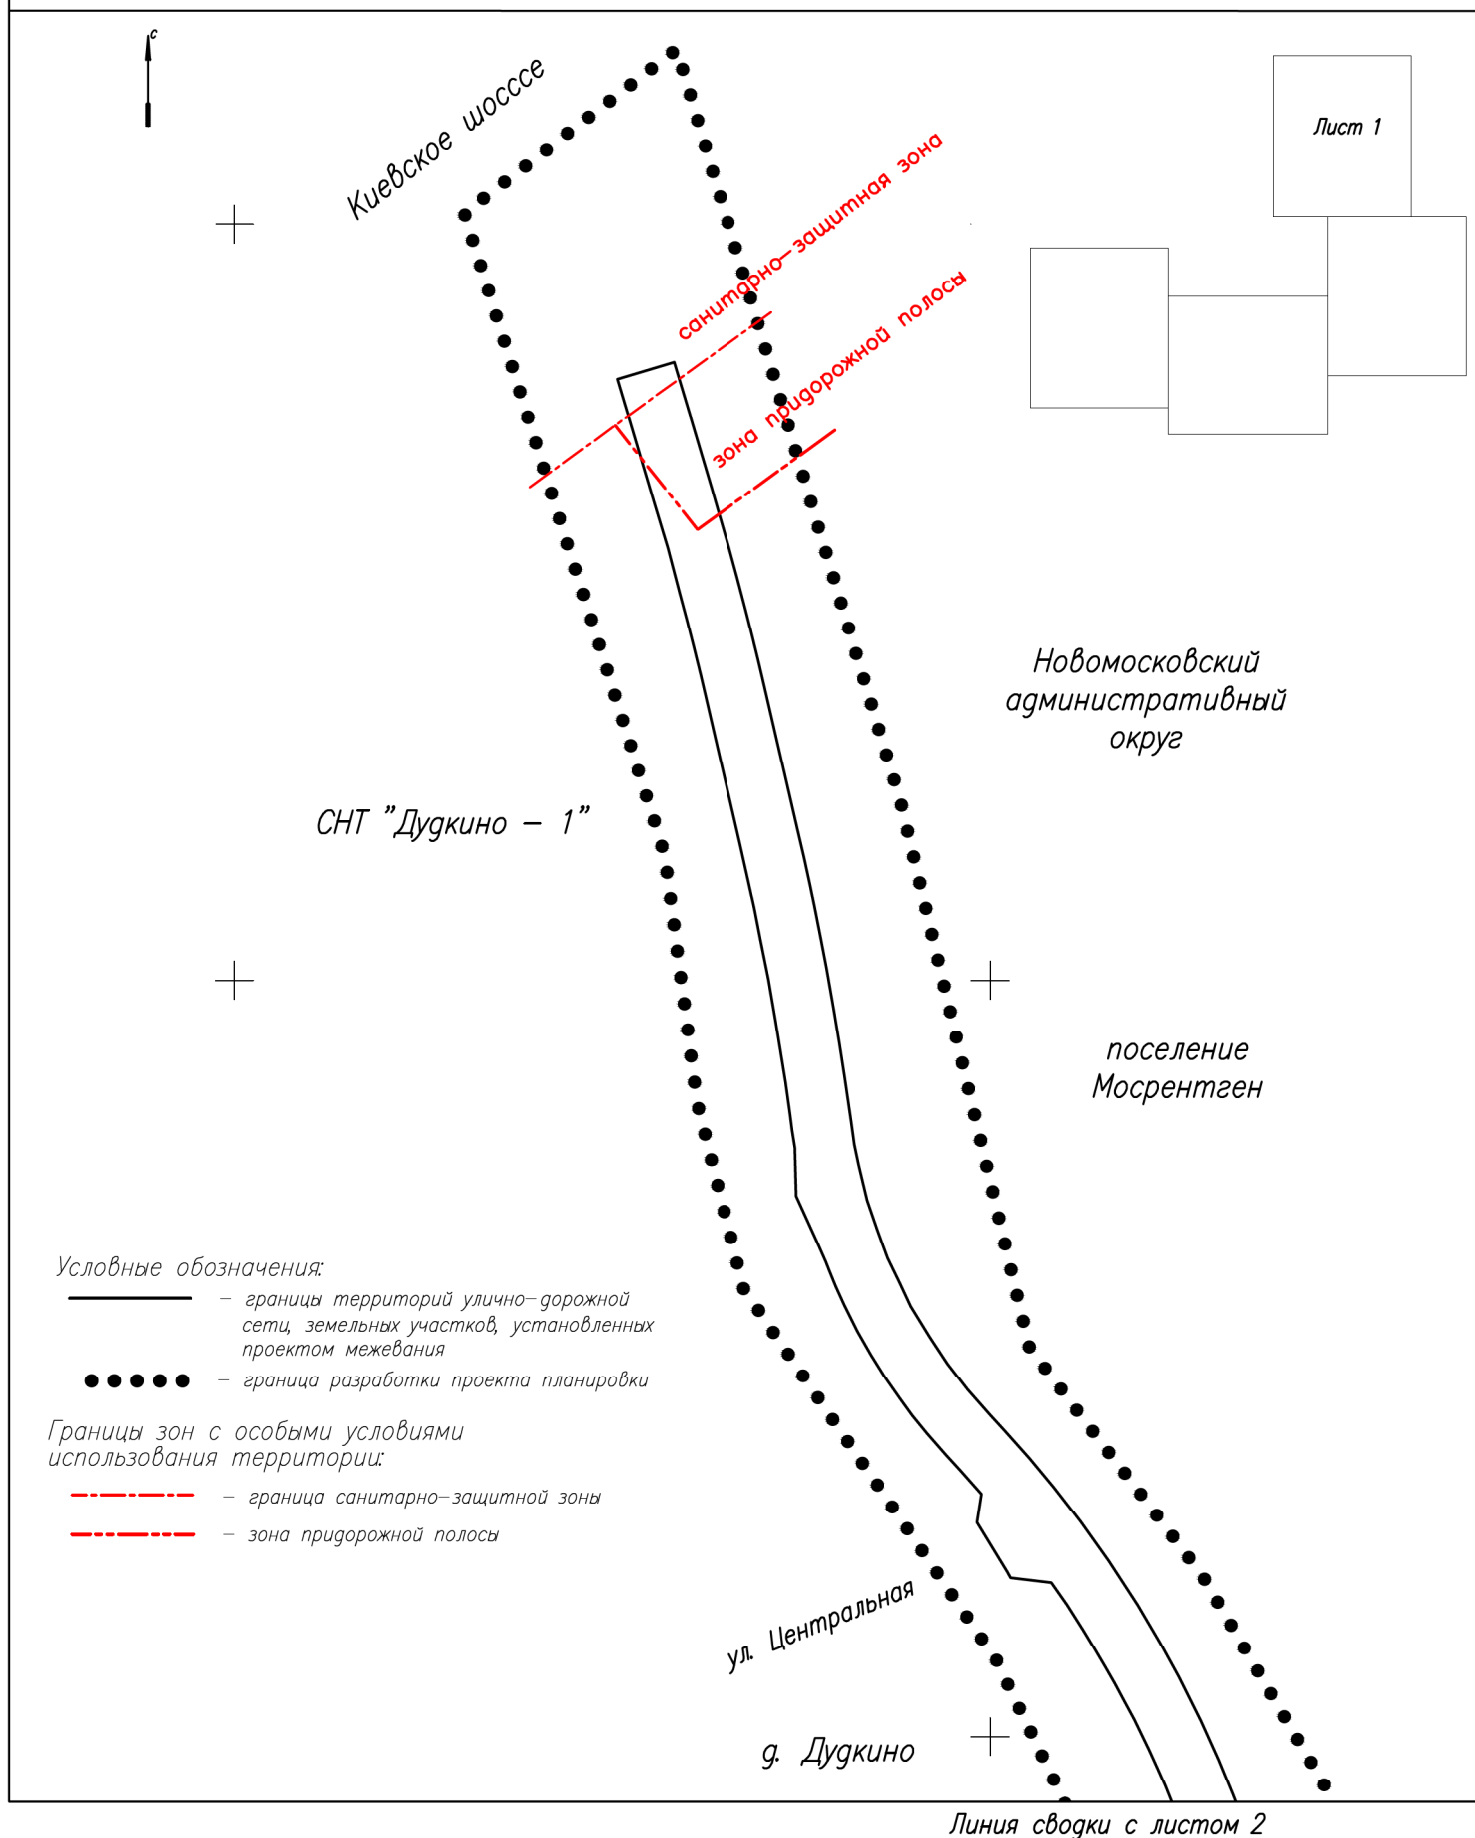 с
Киевское шосссе
Лист 1
санитарно-защитная зона
зона придорожной полосы
Новомосковский
административный
округ
СНТ "Дудкино - 1"
поселение
Мосрентген
Условные обозначения:
- границы территорий улично-дорожной
сети, земельных участков, установленных
проектом межевания
- граница разработки проекта планировки
Границы зон с особыми условиями
использования территории:
- граница санитарно-защитной зоны
- зона придорожной полосы
ул. Центральная
д. Дудкино
Линия сводки с листом 2